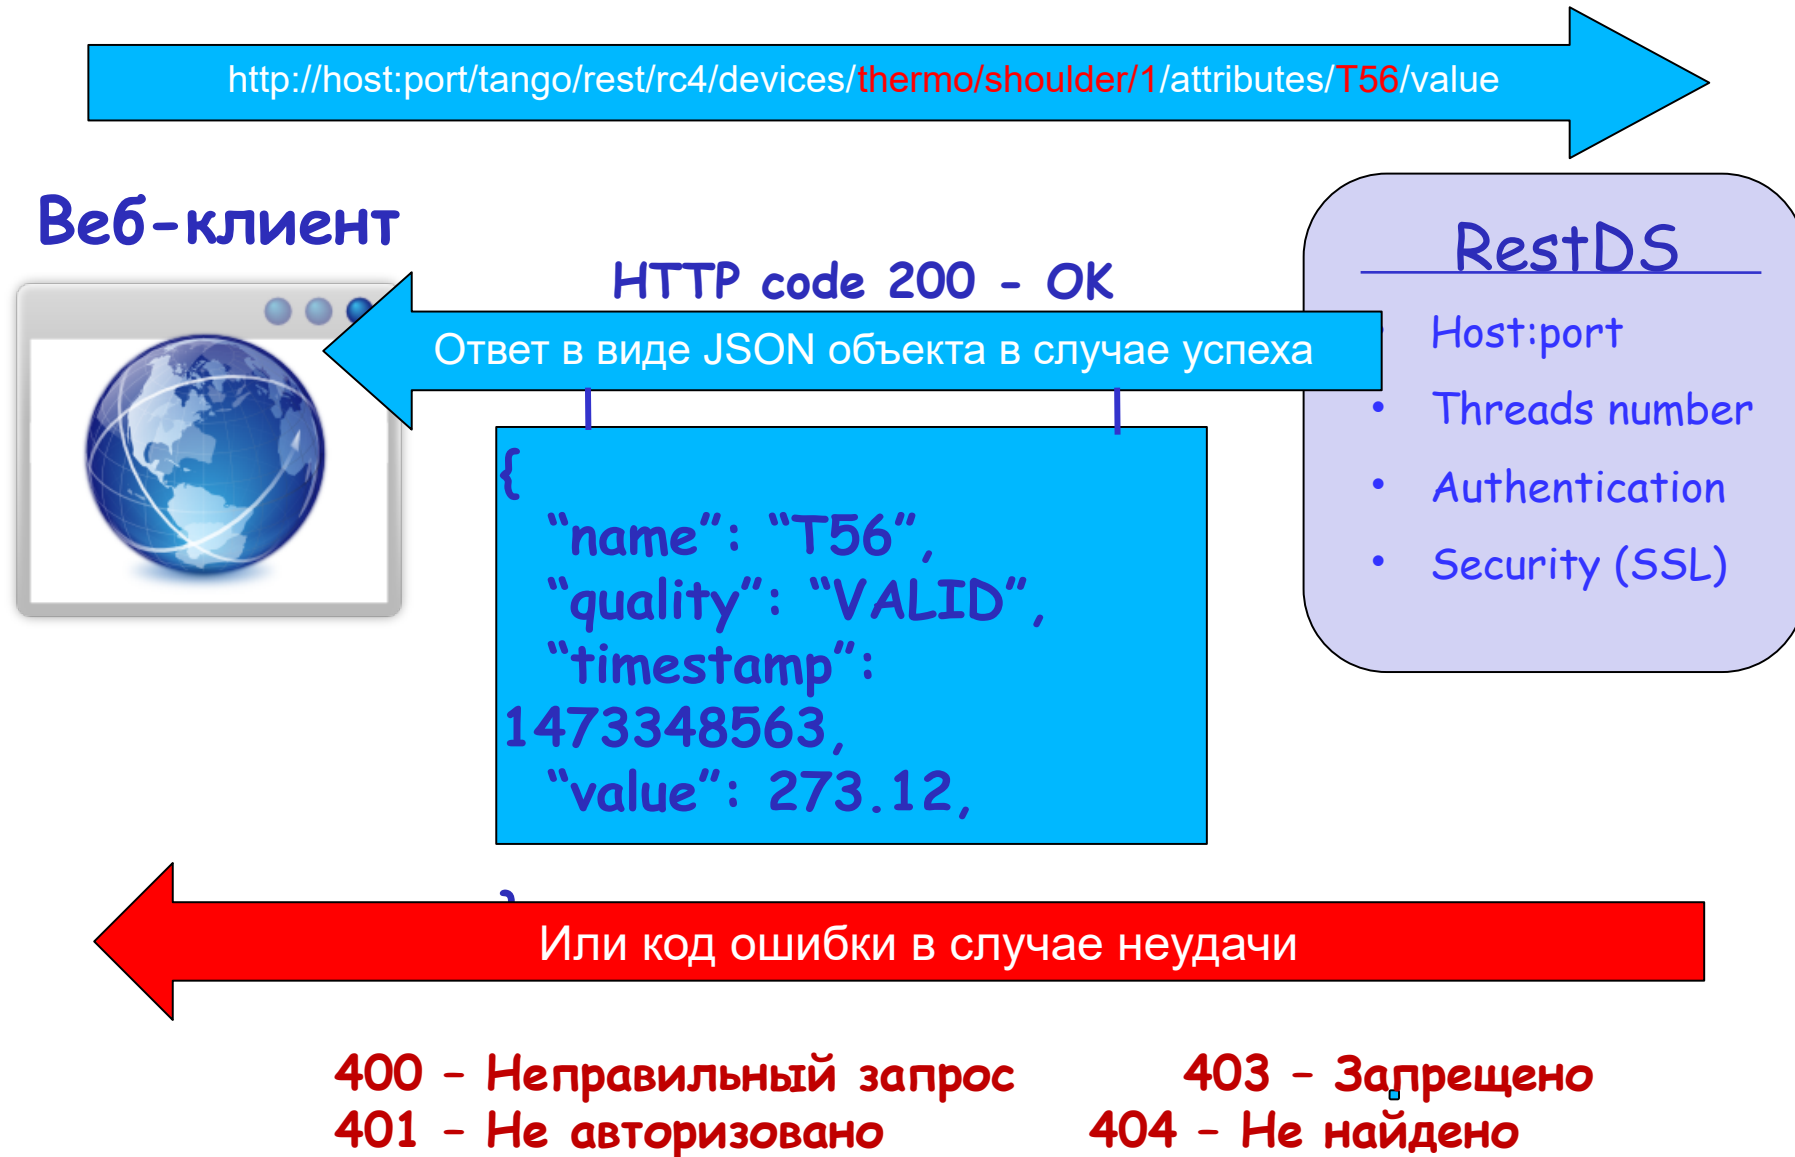 http://host:port/tango/rest/rc4/devices/thermo/shoulder/1/attributes/T56/value
Веб-клиент
HTTP code 200 - OK
Ответ в виде JSON объекта в случае успеха
RestDS
• Host:port
• Threads number
• Authentication
• Security (SSL)
{
“name”: “T56”,
“quality”: “VALID”,
“timestamp”:
1473348563,
“value”: 273.12,
}
Или код ошибки в случае неудачи
400 – Неправильный запрос 403 – Запрещено
401 – Не авторизовано 404 – Не найдено